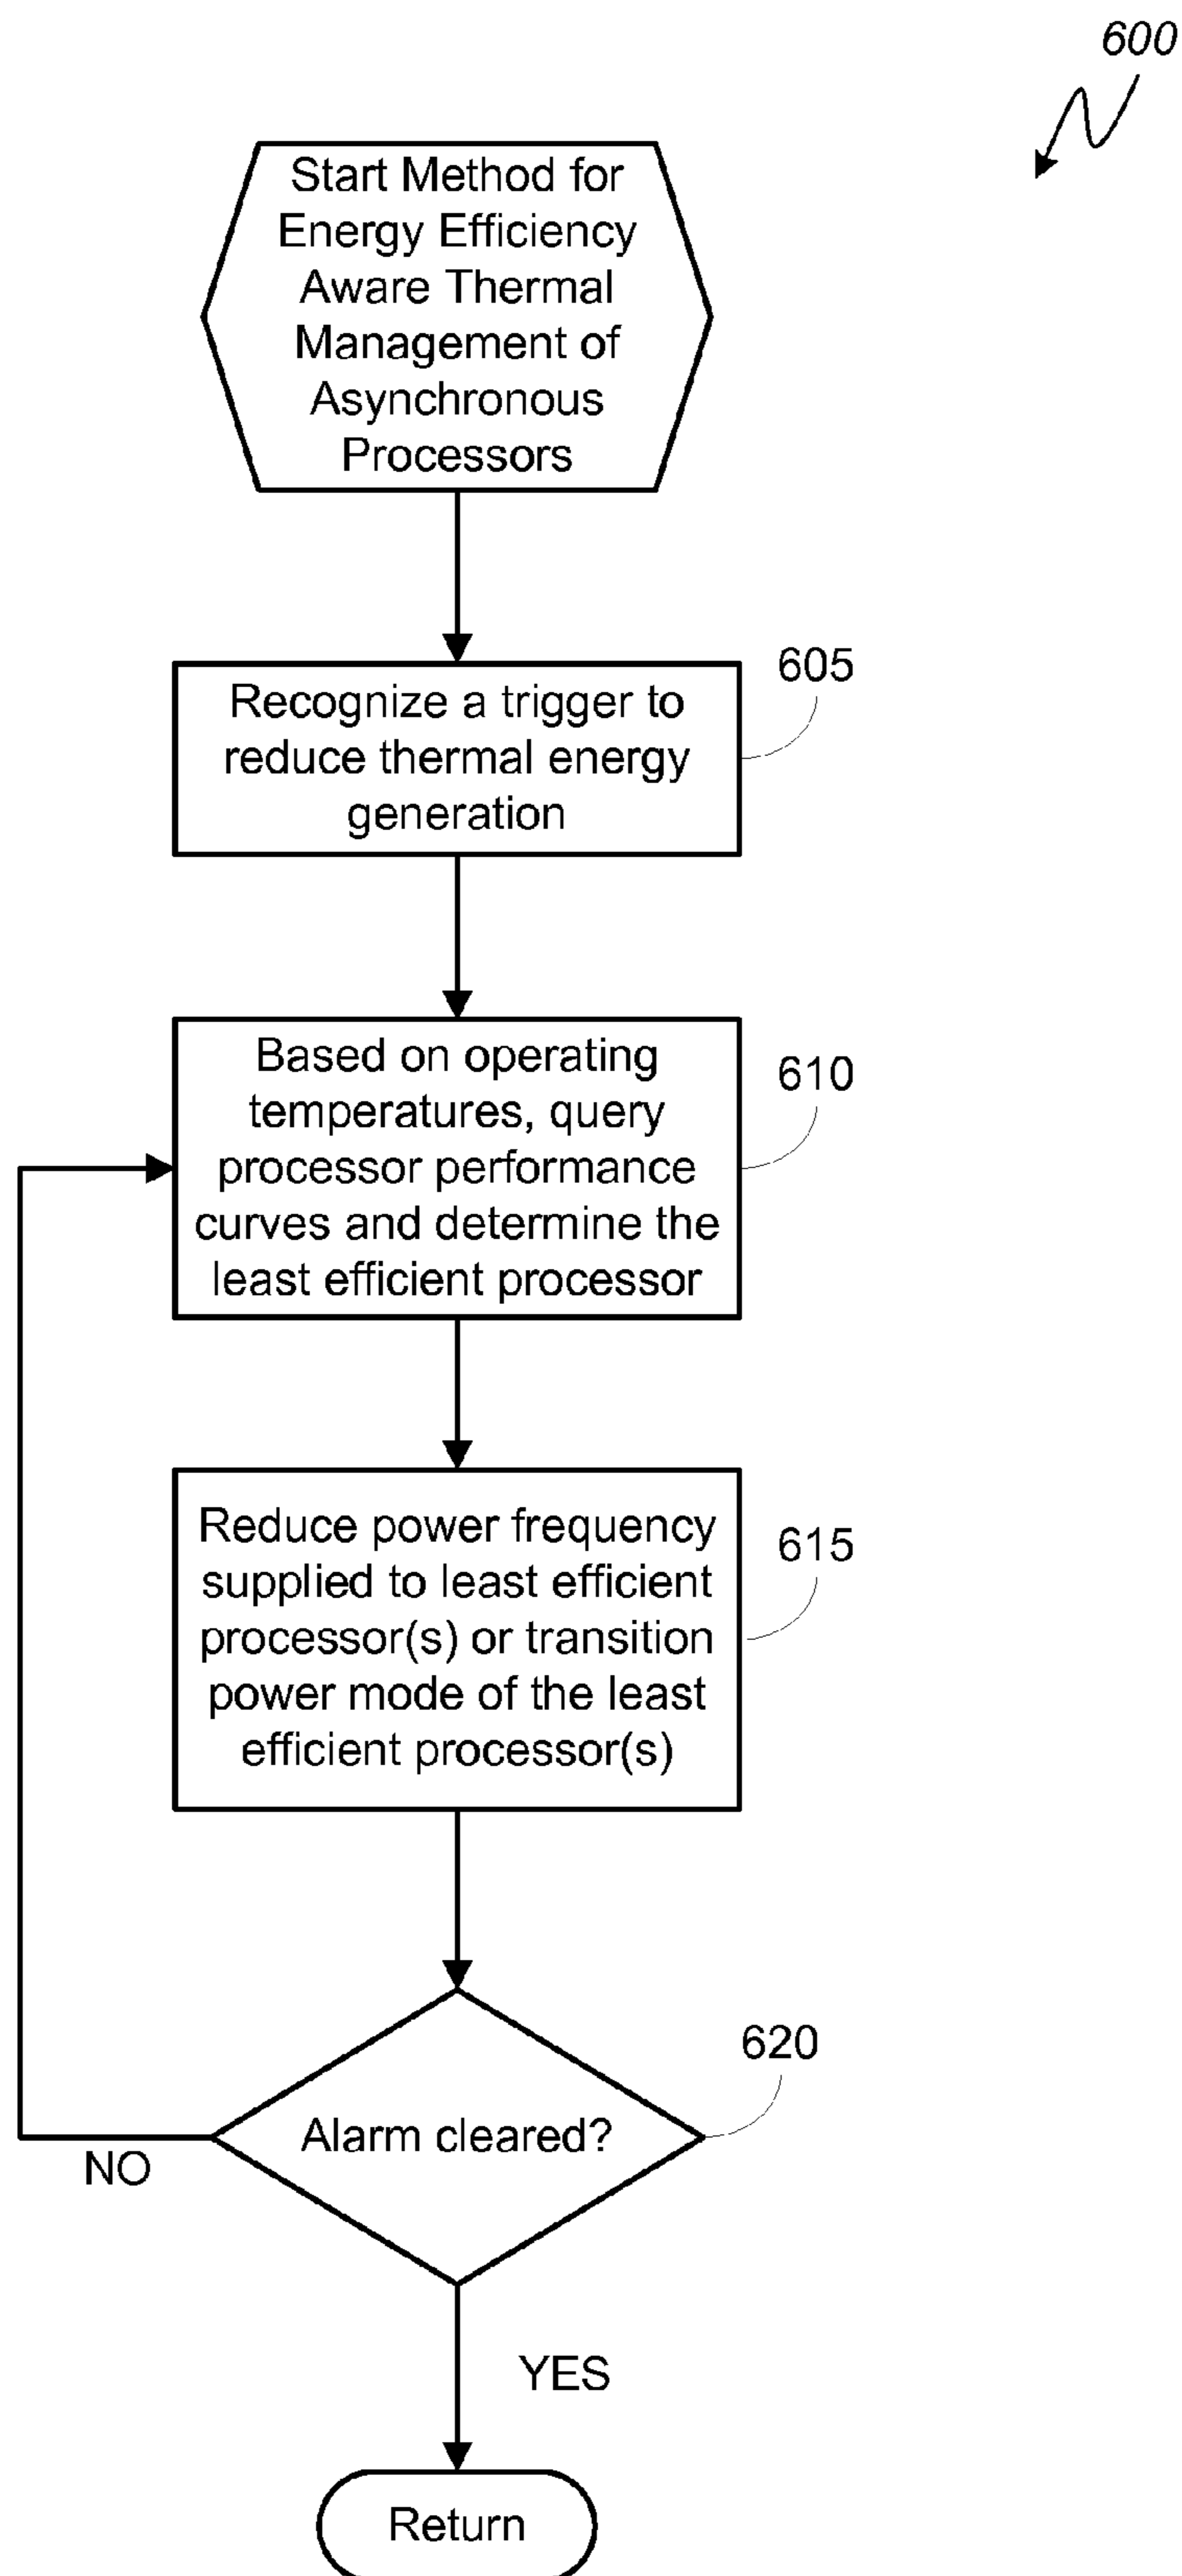 600
Start Method for
Energy Efficiency
Aware Thermal
Management of
Asynchronous
Processors
605
Recognize a trigger to
reduce thermal energy
generation
610
Based on operating
temperatures, query
processor performance
curves and determine the
least efficient processor
615
Reduce power frequency
supplied to least efficient
processor(s) or transition
power mode of the least
efficient processor(s)
620
Alarm cleared?
NO
YES
Return